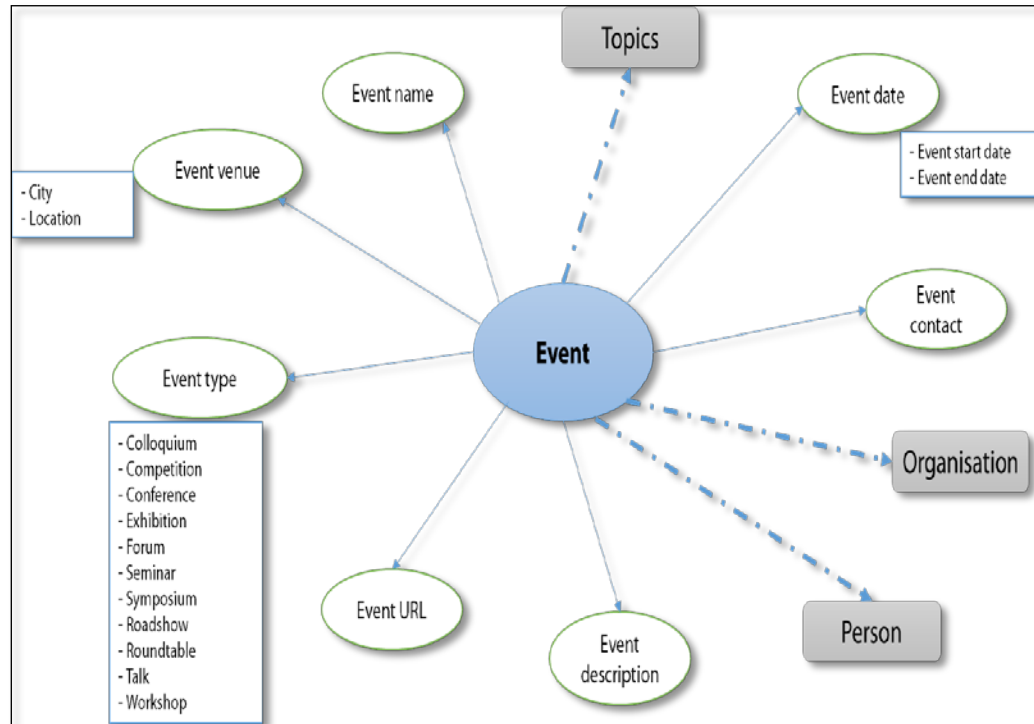 Topics
Event name
Event date
- Event start date
- Event end date
Event venue
- City
- Location
Event
contact
Event
Event type
- Colloquium
- Competition
- Conference
- Exhibition
- Forum
- Seminar
- Symposium
- Roadshow
- Roundtable
- Talk
- Workshop
Organisation
Event URL
Person
Event
description